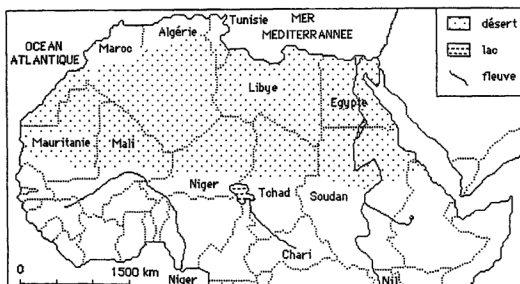 Tunisie
MER
MEDITERRANNEE
OCEAN
ATLANTIQUE
Maroc
Algérie
Libye
Egypte
Mauritanie
Mali
Niger
Tchad
Soudan
Chari
Niger
Nil
0
1500 km
désert
lac
fleuve